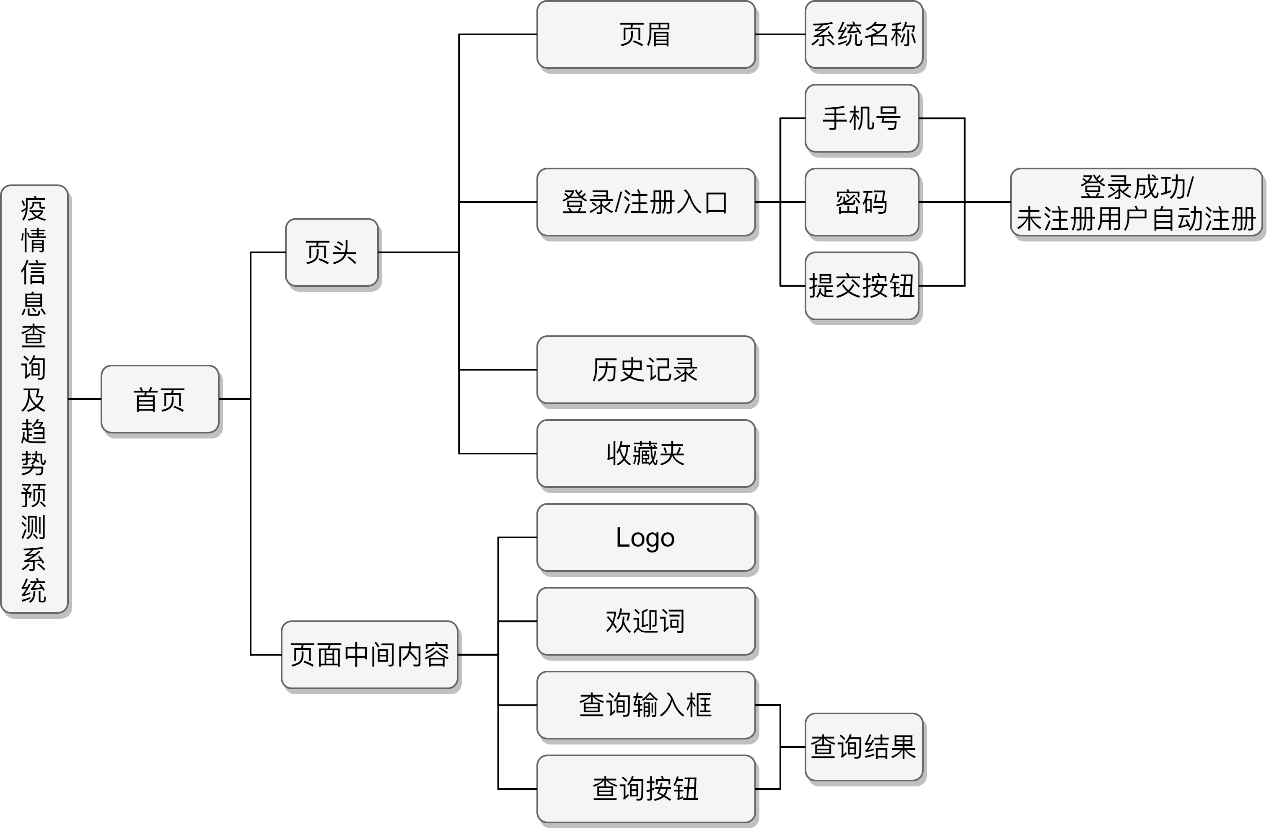 疫情信息查询及趋势预测系统
首页
页头
页眉
系统名称
登录/注册入口
手机号
密码
提交按钮
登录成功/
未注册用户自动注册
历史记录
收藏夹
页面中间内容
Logo
欢迎词
查询输入框
查询按钮
查询结果